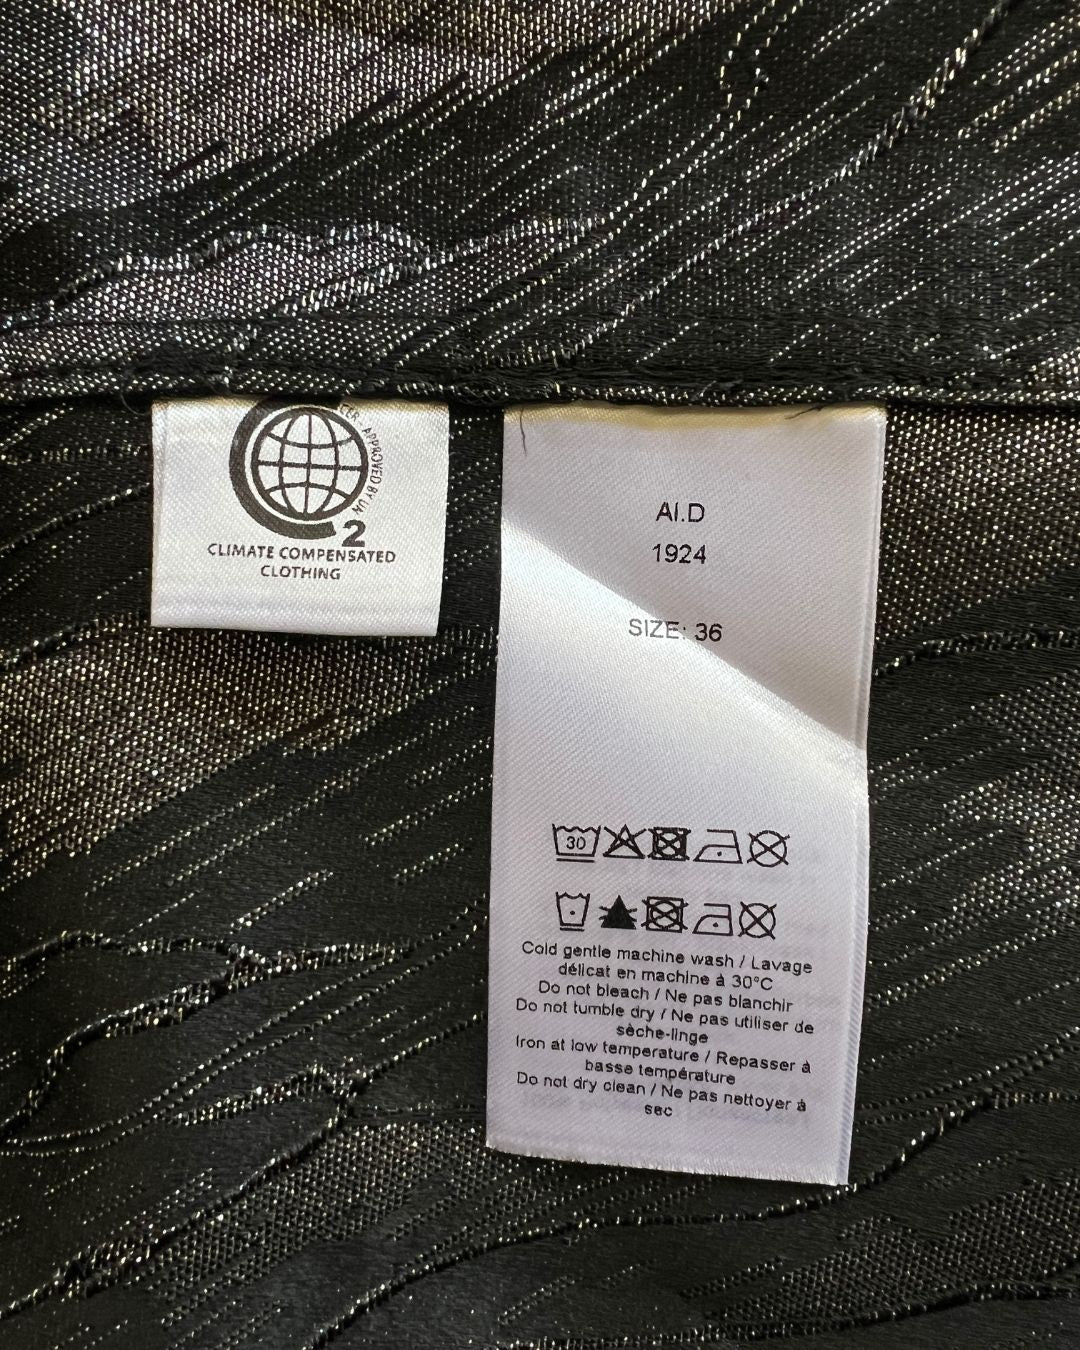 CER - APPROVED BY UN
2
CLIMATE COMPENSATED
CLOTHING
AI.D
1924
SIZE: 36
30
Cold gentle machine wash / Lavage
délicat en machine à 30°C
Do not bleach / Ne pas blanchir
Do not tumble dry / Ne pas utiliser de
sèche-linge
Iron at low temperature / Repasser à
basse température
Do not dry clean / Ne pas nettoyer à
sec